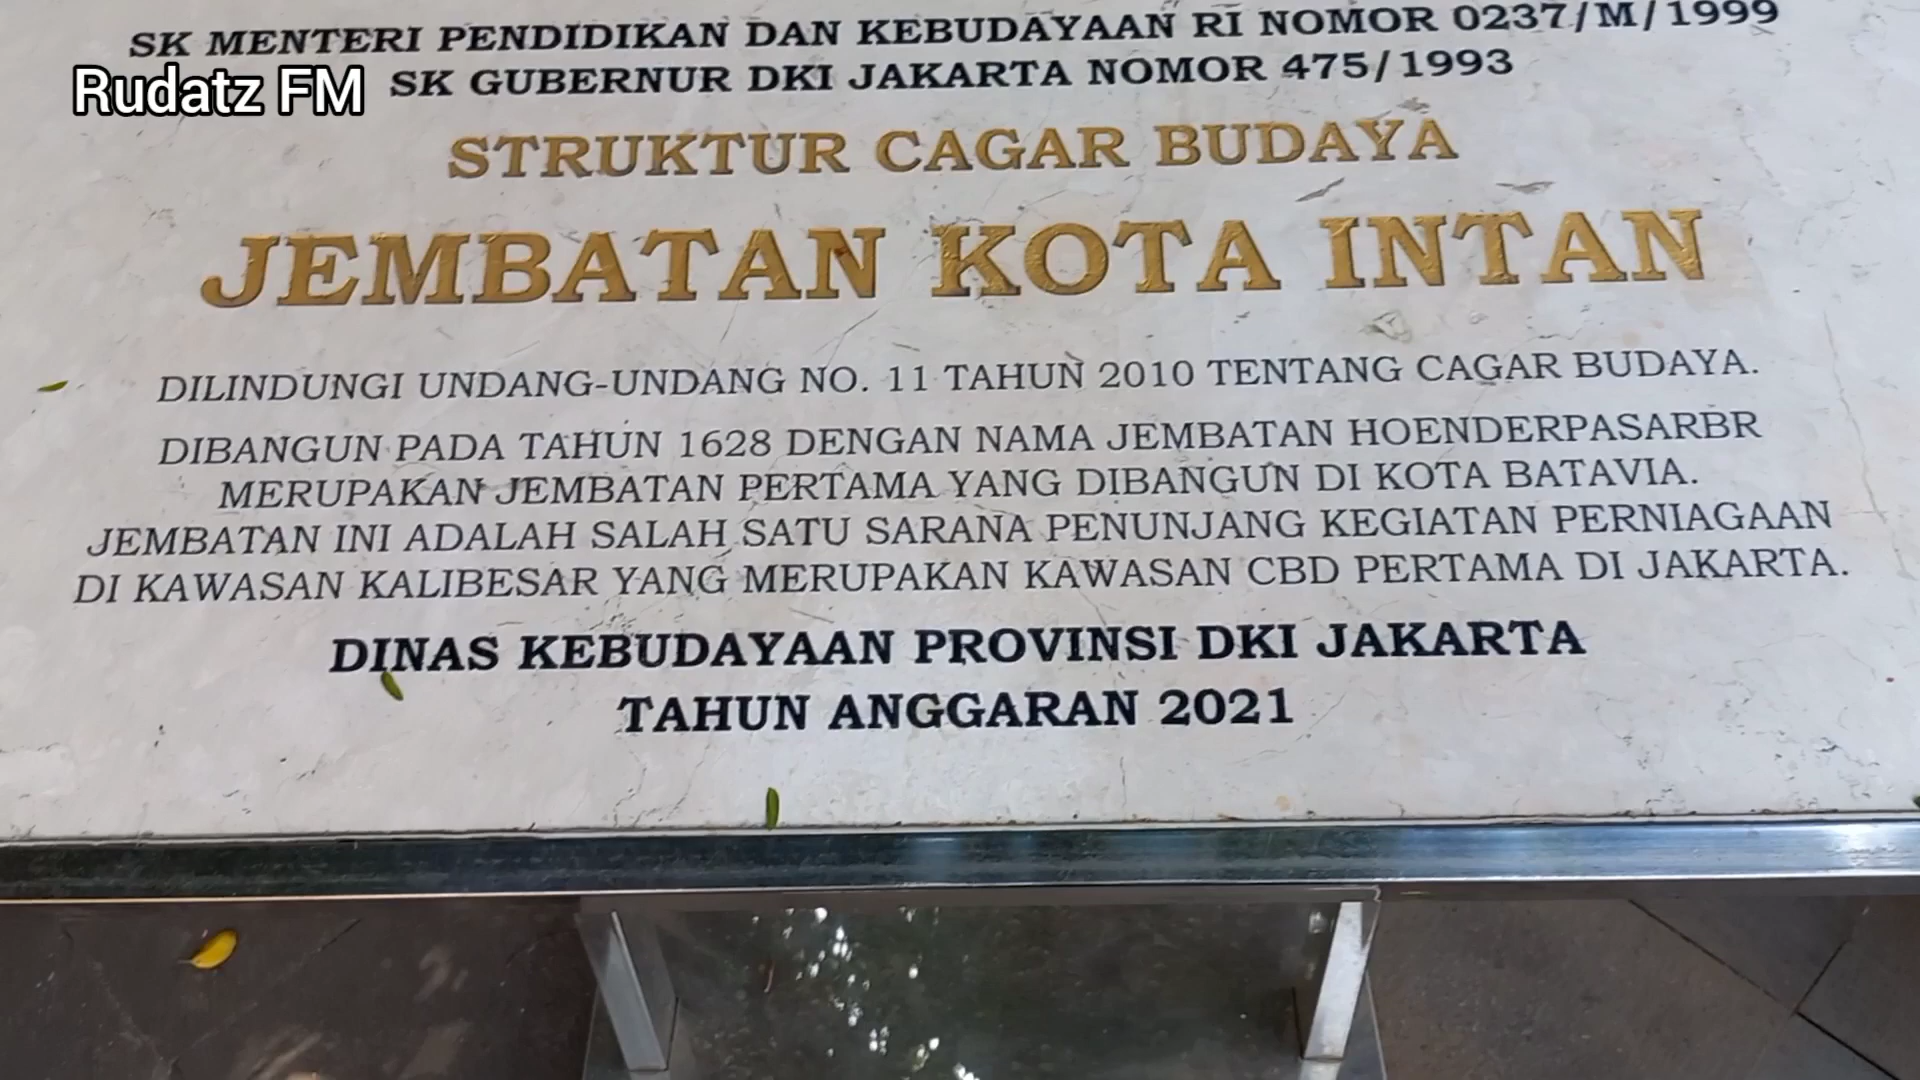 SK MENTERI PENDIDIKAN DAN KEBUDAYAAN RI NOMOR 0237/M/1999
Rudatz FM
SK GUBERNUR DKI JAKARTA NOMOR 475/1993
STRUKTUR CAGAR BUDAYA
JEMBATAN KOTA INTAN
DILINDUNGI UNDANG-UNDANG NO. 11 TAHUN 2010 TENTANG CAGAR BUDAYA.
DIBANGUN PADA TAHUN 1628 DENGAN NAMA JEMBATAN HOENDERPASARBR
MERUPAKAN JEMBATAN PERTAMA YANG DIBANGUN DI KOTA BATAVIA.
JEMBATAN INI ADALAH SALAH SATU SARANA PENUNJANG KEGIATAN PERNIAGAAN
DI KAWASAN KALIBESAR YANG MERUPAKAN KAWASAN CBD PERTAMA DI JAKARTA.
DINAS KEBUDAYAAN PROVINSI DKI JAKARTA
TAHUN ANGGARAN 2021